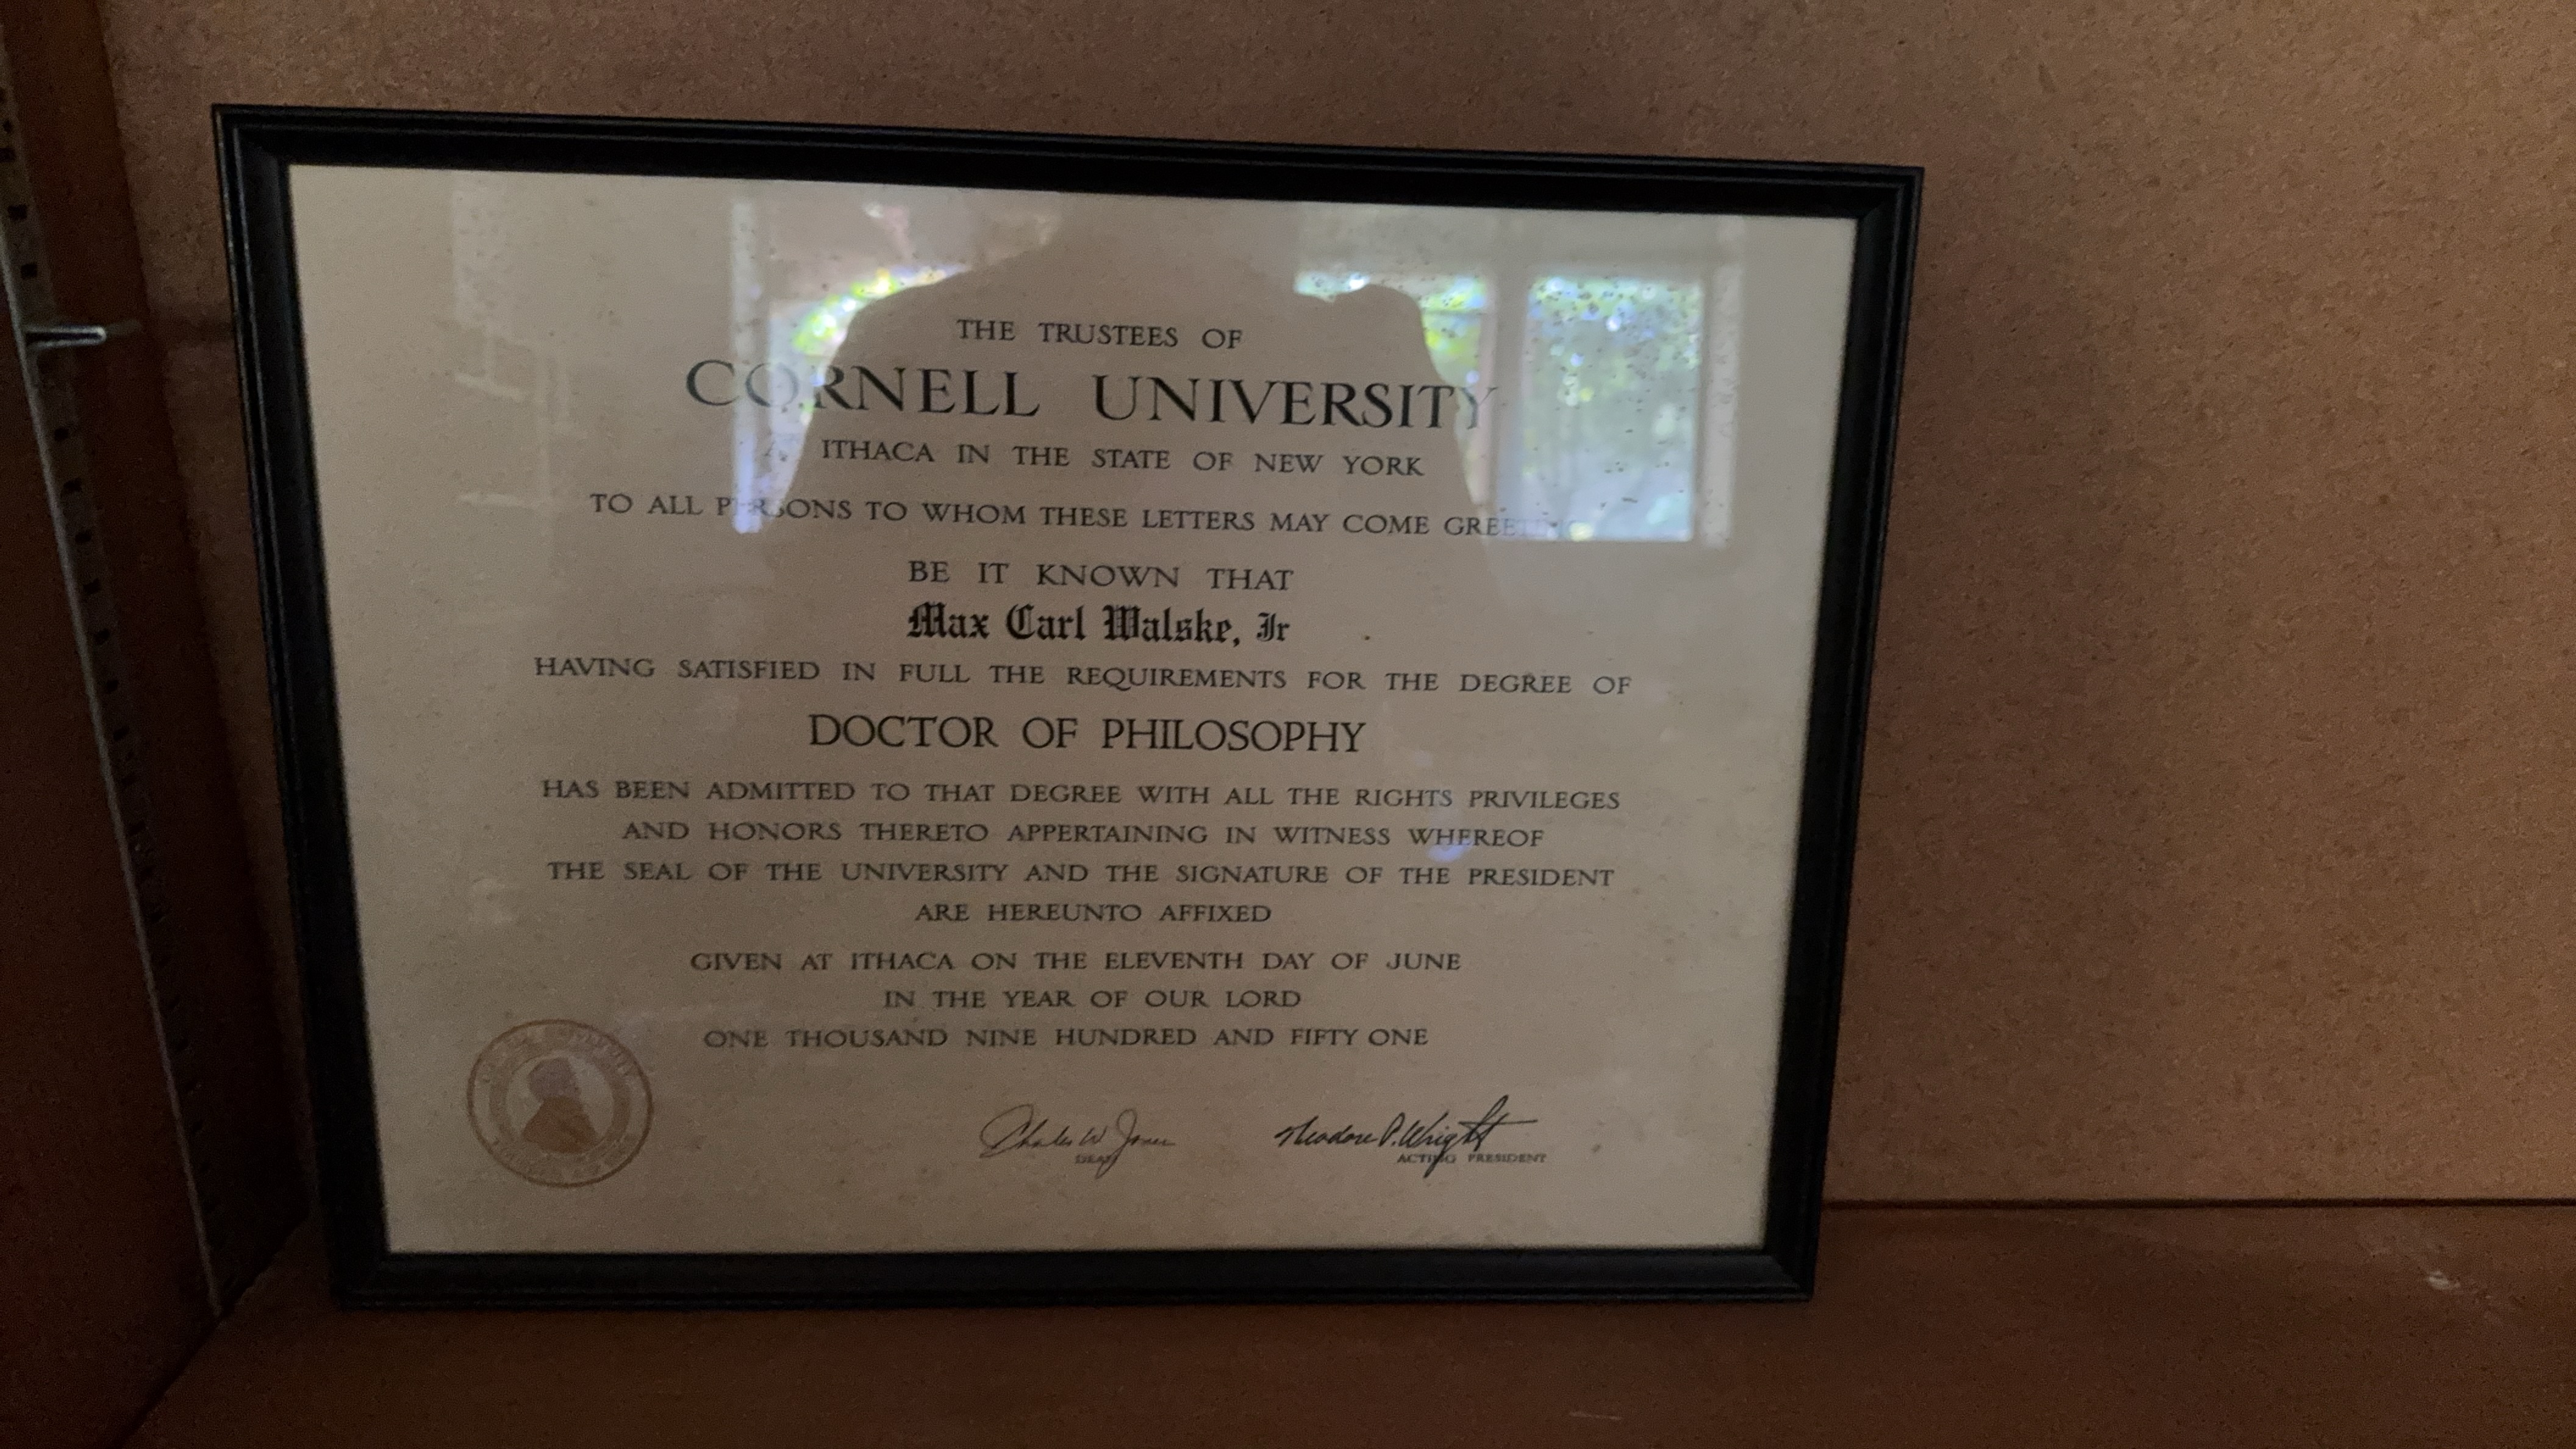 THE TRUSTEES OF
CORNELL UNIVERSITY
AT ITHACA IN THE STATE OF NEW YORK
TO ALL PERSONS TO WHOM THESE LETTERS MAY COME GREETING
BE IT KNOWN THAT
Max Carl Walske, Jr
HAVING SATISFIED IN FULL THE REQUIREMENTS FOR THE DEGREE OF
DOCTOR OF PHILOSOPHY
HAS BEEN ADMITTED TO THAT DEGREE WITH ALL THE RIGHTS PRIVILEGES
AND HONORS THERETO APPERTAINING IN WITNESS WHEREOF
THE SEAL OF THE UNIVERSITY AND THE SIGNATURE OF THE PRESIDENT
ARE HEREUNTO AFFIXED
GIVEN AT ITHACA ON THE ELEVENTH DAY OF JUNE
IN THE YEAR OF OUR LORD
ONE THOUSAND NINE HUNDRED AND FIFTY ONE
Charles W Jones Theodore P. Wright
DEAN ACTING PRESIDENT